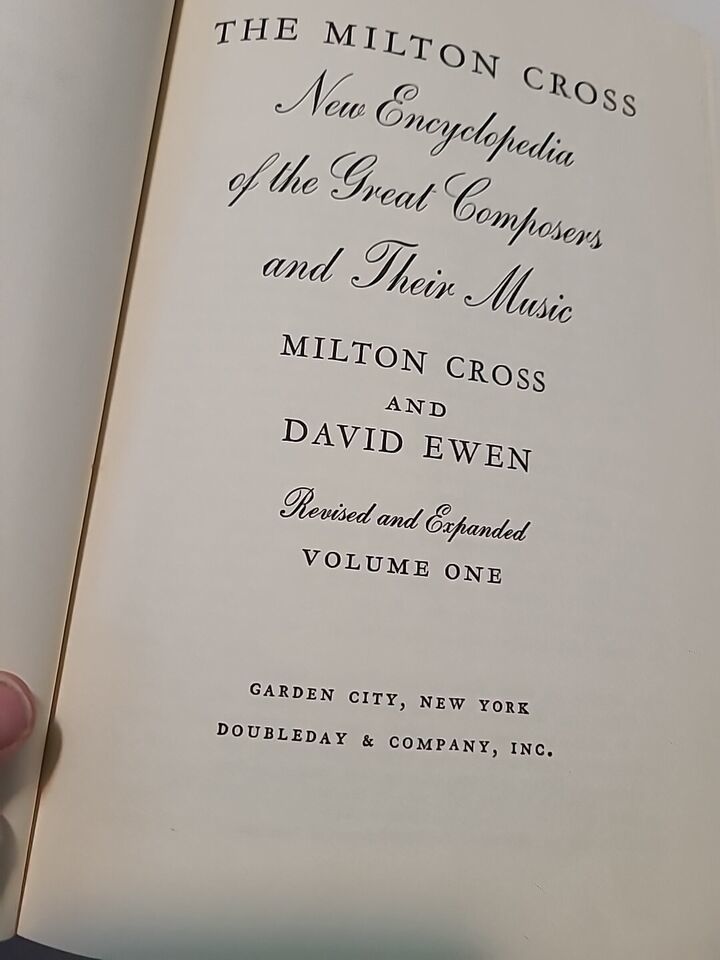 THE MILTON CROSS
New Encyclopedia
of the Great Composers
and Their Music
MILTON CROSS
AND
DAVID EWEN
Revised and Expanded
VOLUME ONE
GARDEN CITY, NEW YORK
DOUBLEDAY & COMPANY, INC.